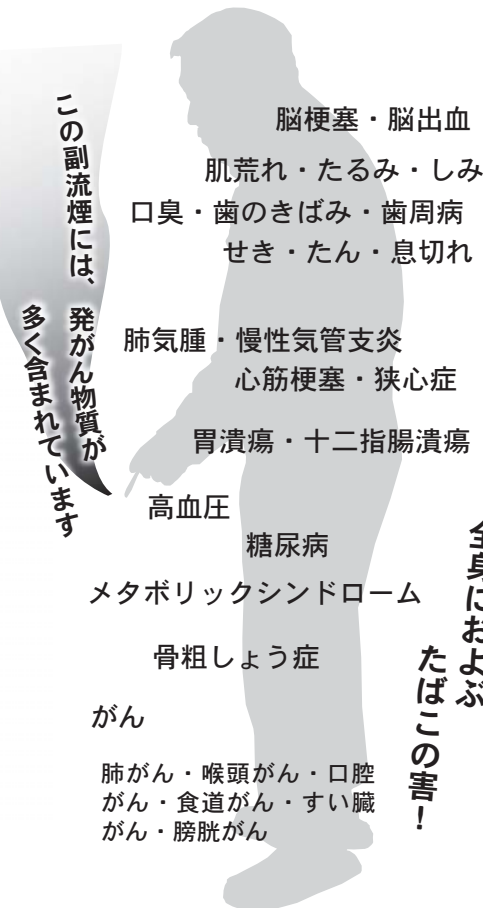 脳梗塞・脳出血
肌荒れ・たるみ・しみ
口臭・歯のきばみ・歯周病
せき・たん・息切れ
肺気腫・慢性気管支炎
心筋梗塞・狭心症
胃潰瘍・十二指腸潰瘍
高血圧
糖尿病
メタボリックシンドローム
骨粗しょう症
がん
肺がん・喉頭がん・口腔
がん・食道がん・すい臓
がん・膀胱がん
全身におよぶ
たばこの害！
この副流煙には、発がん物質が
多く含まれています